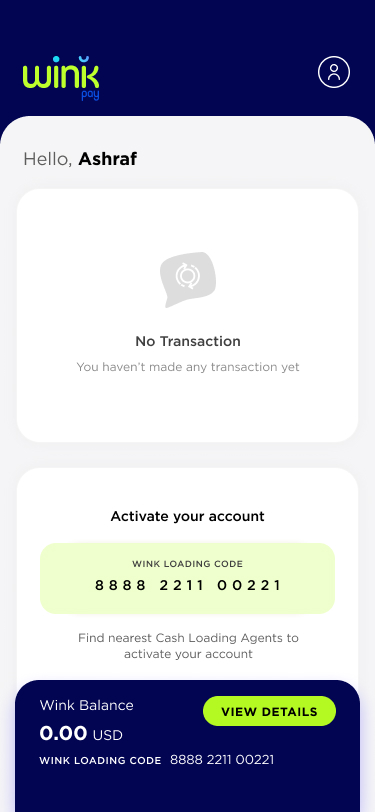 wink
pay
Hello, Ashraf
No Transaction
You haven’t made any transaction yet
Activate your account
WINK LOADING CODE
8888 2211 00221
Find nearest Cash Loading Agents to
activate your account
Wink Balance
VIEW DETAILS
0.00 USD
WINK LOADING CODE 8888 2211 00221